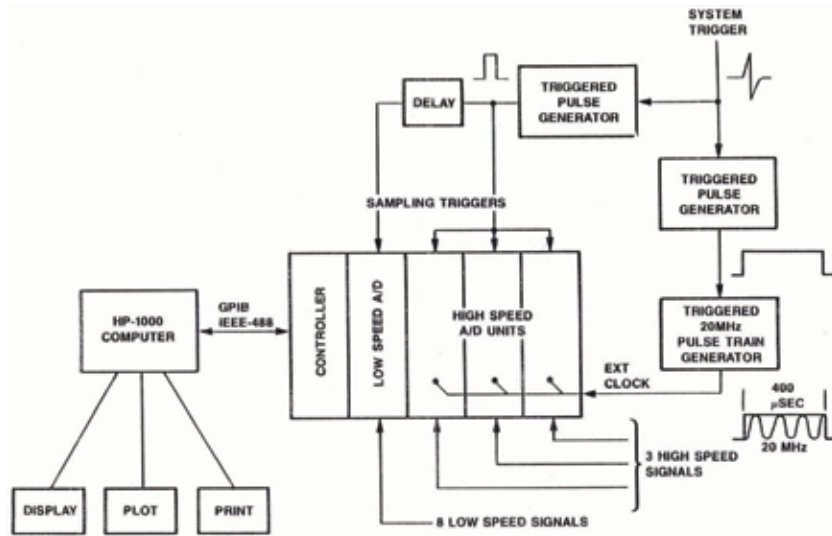 SYSTEM
TRIGGER
DELAY
TRIGGERED
PULSE
GENERATOR
TRIGGERED
PULSE
GENERATOR
SAMPLING TRIGGERS
HP-1000
COMPUTER
GPIB
IEEE-488
CONTROLLER
LOW SPEED A/D
HIGH SPEED
A/D UNITS
TRIGGERED
20MHz
PULSE TRAIN
GENERATOR
EXT
CLOCK
400
μSEC
20 MHz
3 HIGH SPEED
SIGNALS
DISPLAY
PLOT
PRINT
8 LOW SPEED SIGNALS